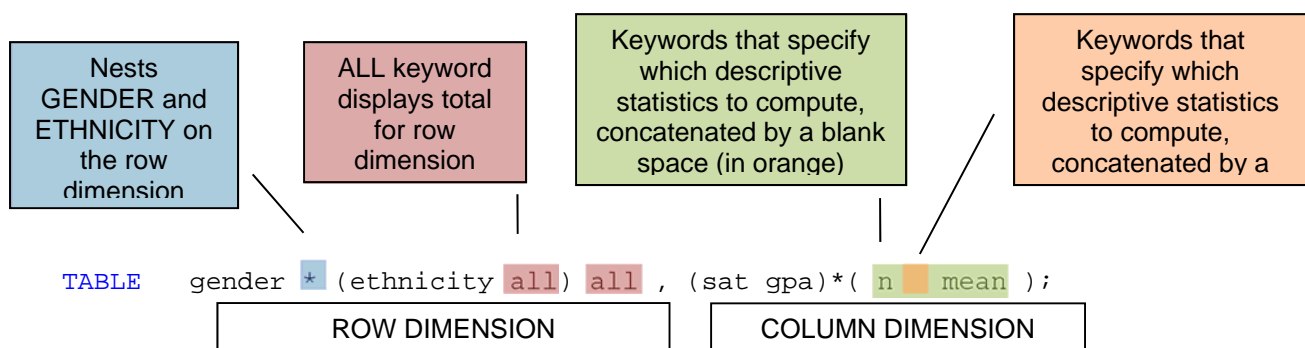 Nests
GENDER and
ETHNICITY on
the row
dimension
ALL keyword
displays total
for row
dimension
Keywords that specify
which descriptive
statistics to compute,
concatenated by a blank
space (in orange)
Keywords that
specify which
descriptive statistics
to compute,
concatenated by a
TABLE gender * (ethnicity all) all , (sat gpa)*( n mean );
ROW DIMENSION
COLUMN DIMENSION